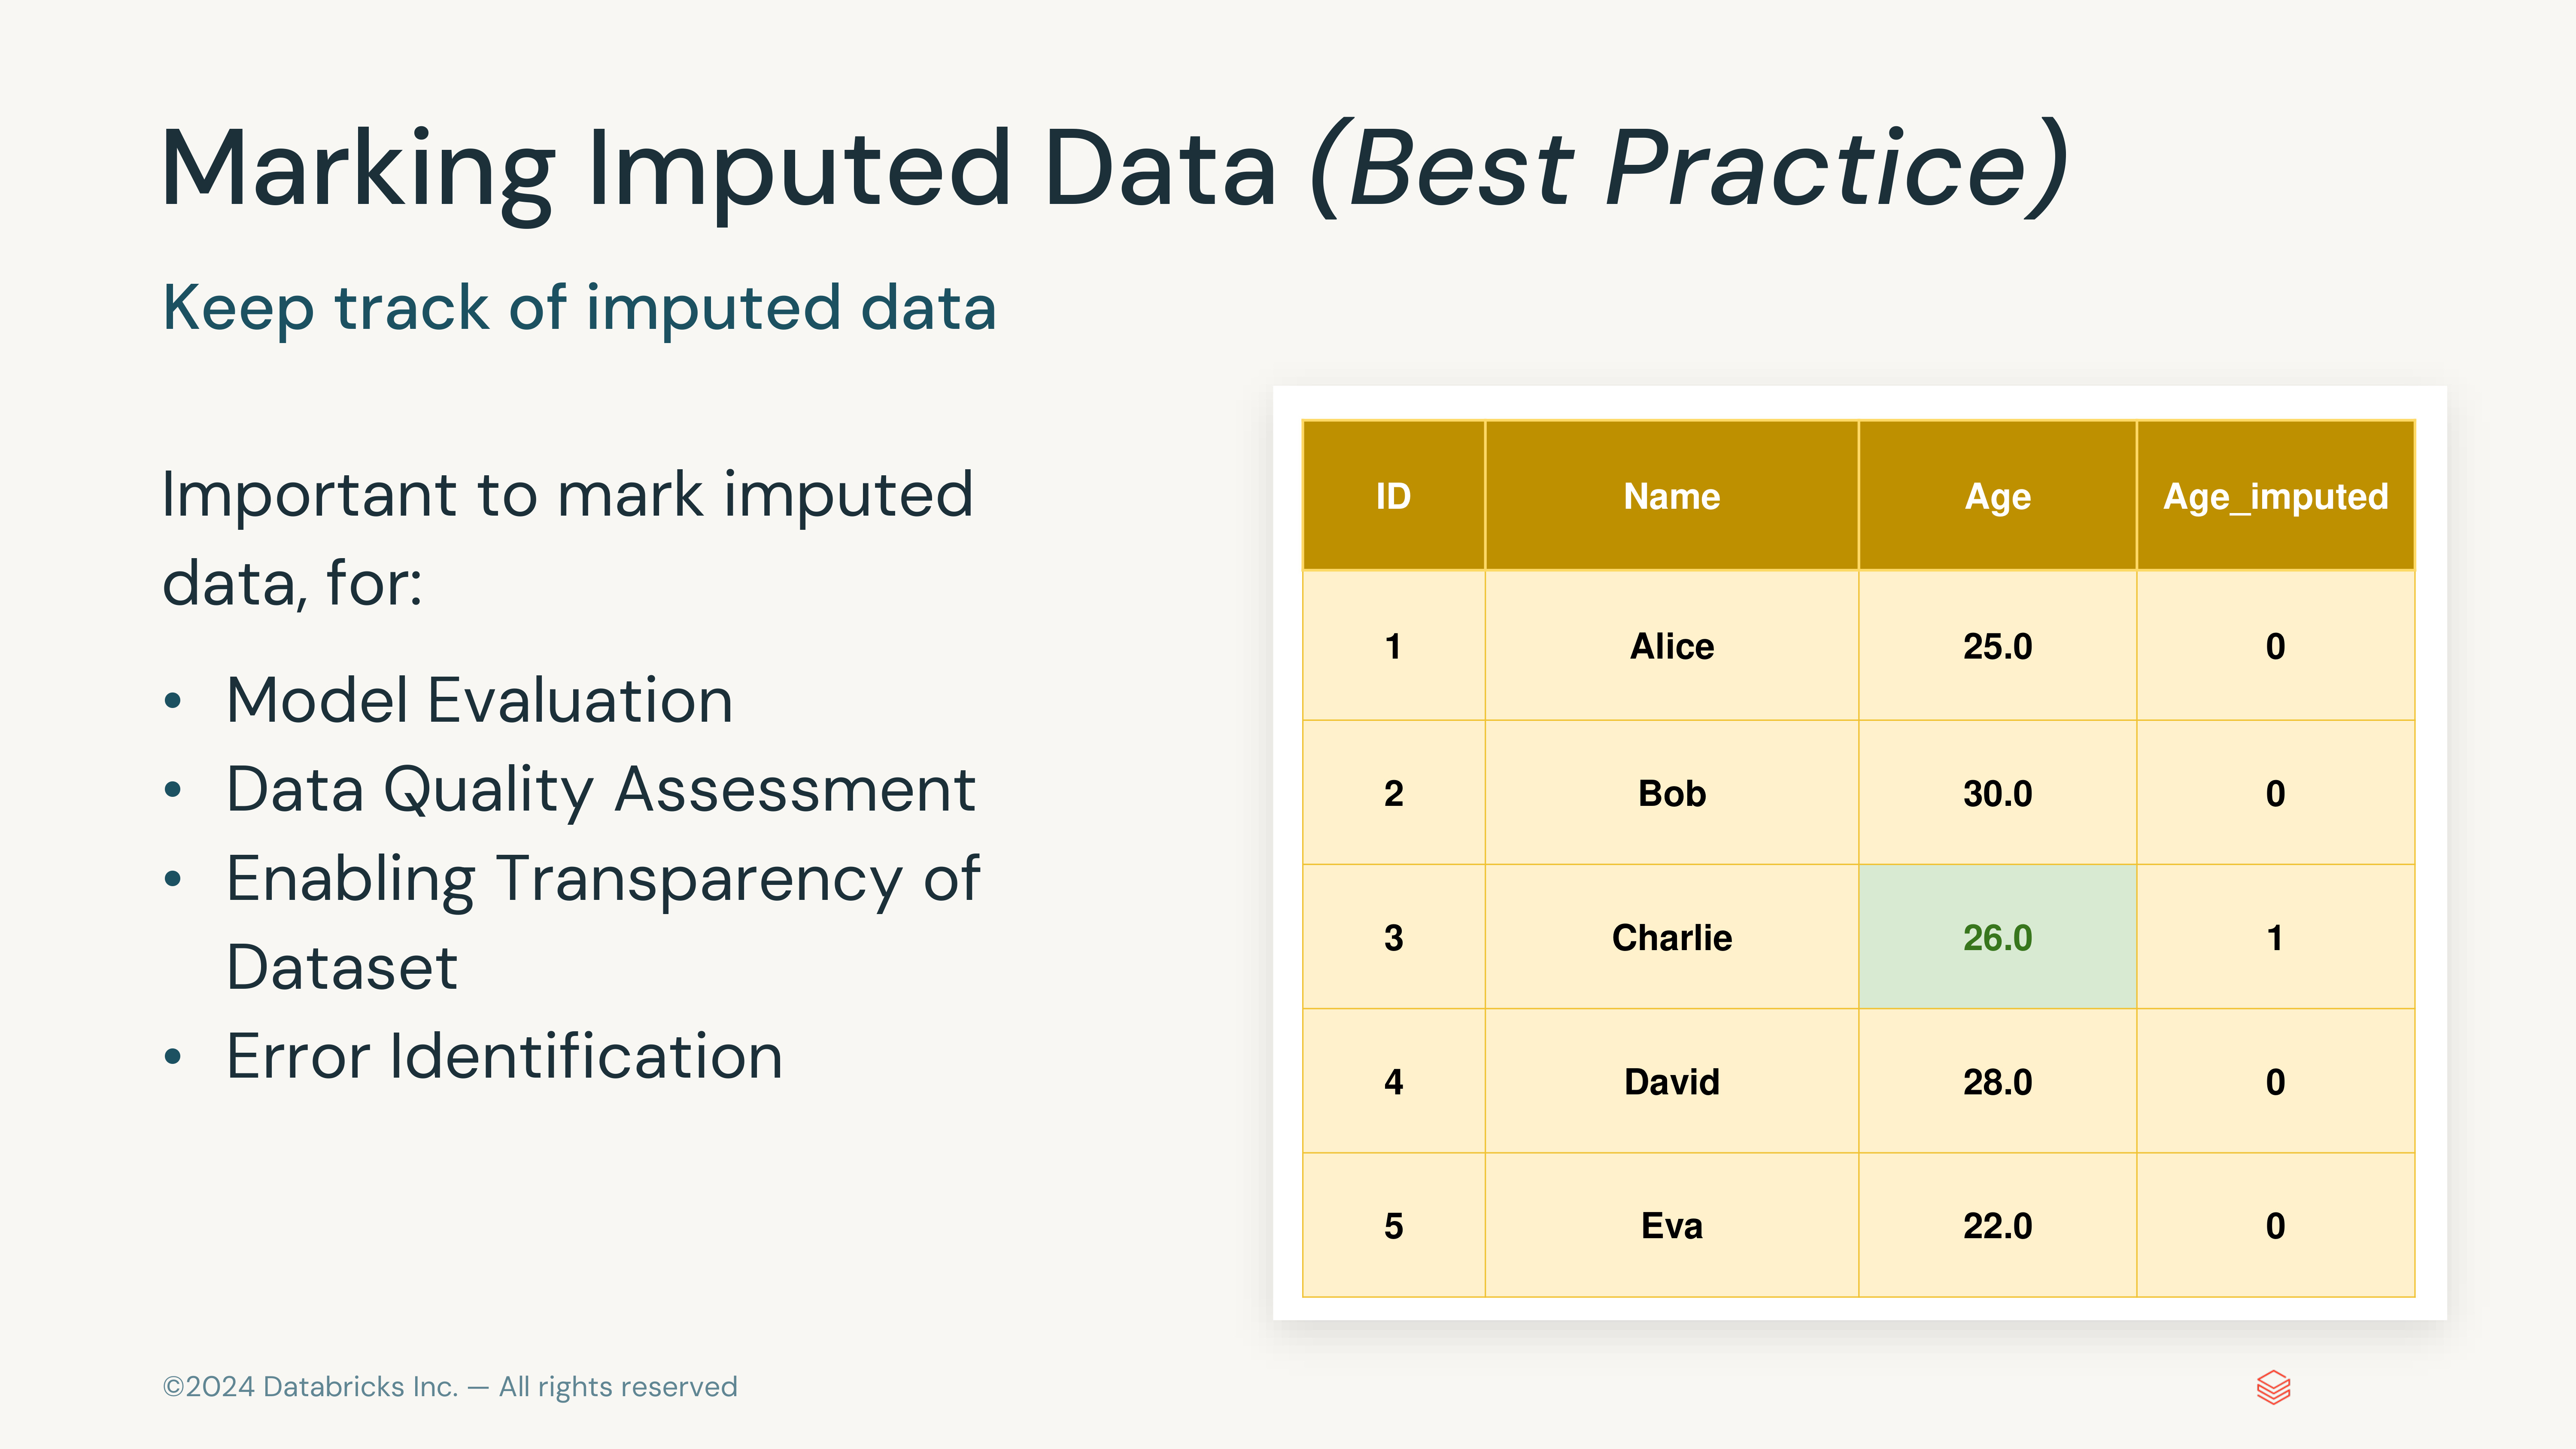 Marking Imputed Data (Best Practice)
Keep track of imputed data
Important to mark imputed
data, for:
• Model Evaluation
• Data Quality Assessment
• Enabling Transparency of
Dataset
• Error Identification
ID Name Age Age_imputed
1 Alice 25.0 0
2 Bob 30.0 0
3 Charlie 26.0 1
4 David 28.0 0
5 Eva 22.0 0
©2024 Databricks Inc. — All rights reserved